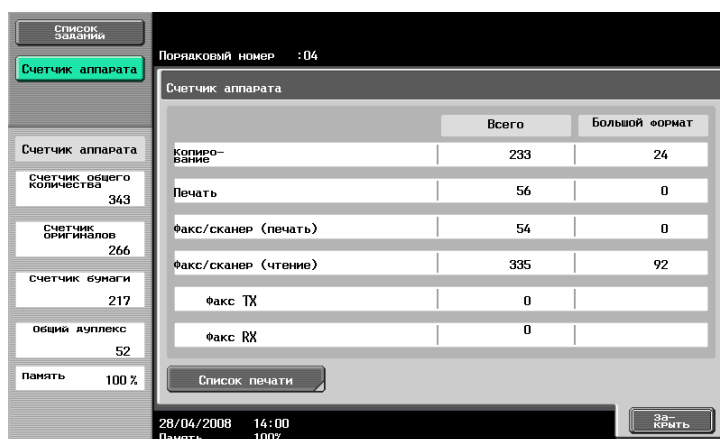 Список
заданий
Счетчик аппарата
Порядковый номер :04
Счетчик аппарата
Всего
Большой формат
Копиро-
вание
233
24
Печать
56
0
Факс/сканер (печать)
54
0
Факс/сканер (чтение)
335
92
Факс TX
0
Факс RX
0
Счетчик аппарата
Счетчик общего
количества
343
Счетчик
оригиналов
266
Счетчик бумаги
217
Общий дуплекс
52
Память 100 %
Список печати
28/04/2008 14:00
Память 100%
За-
крыть